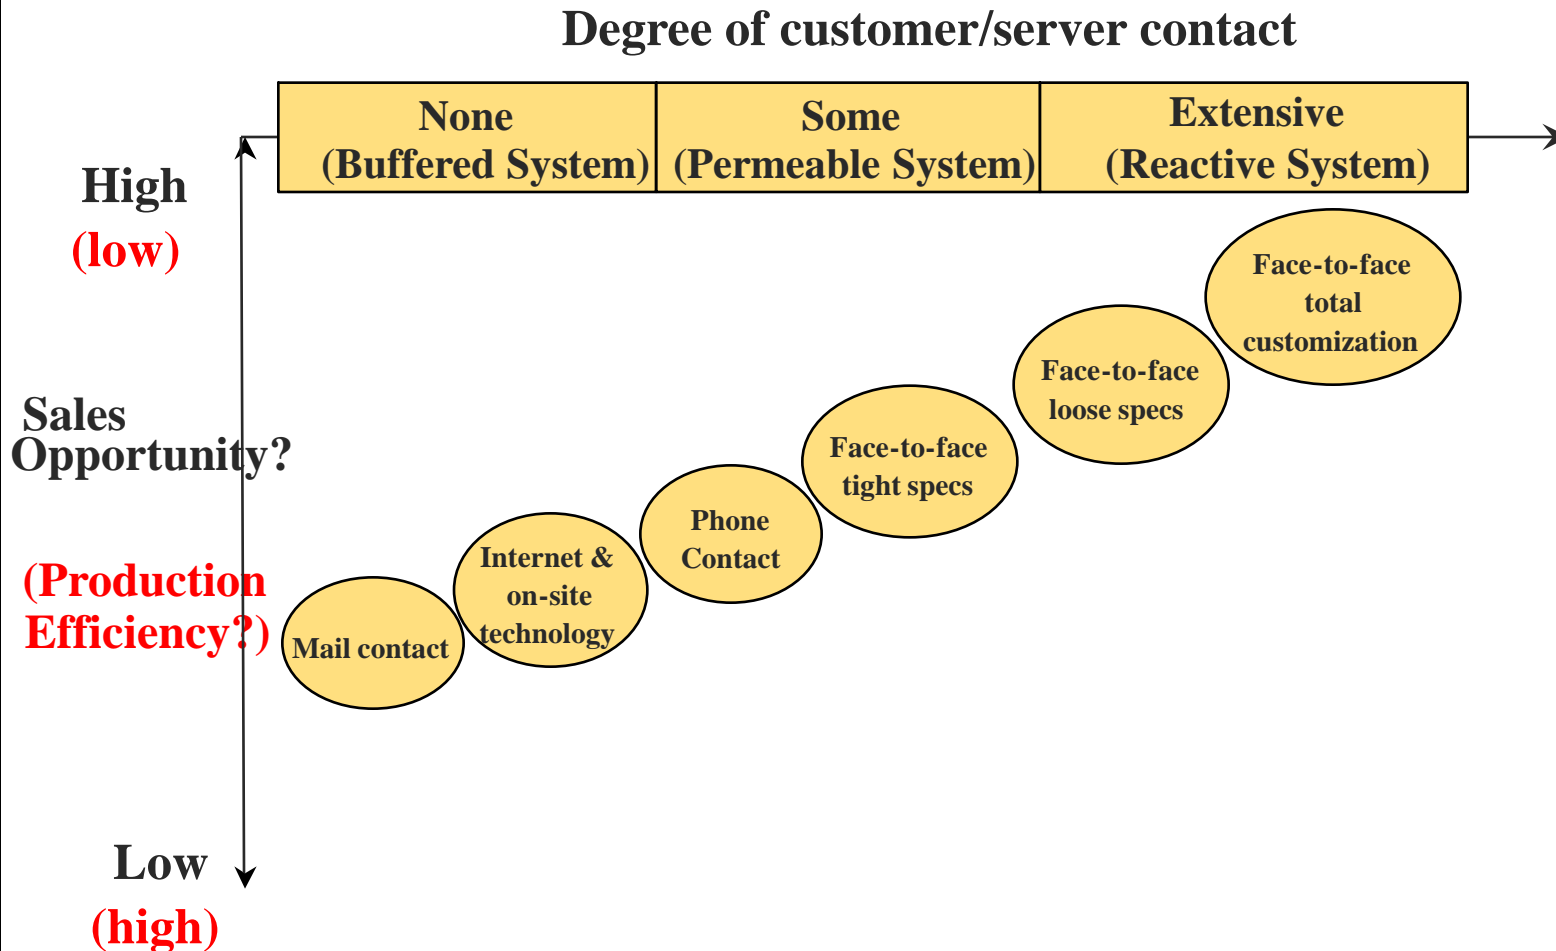 Degree of customer/server contact
None
(Buffered System)
Some
(Permeable System)
Extensive
(Reactive System)
High
(low)
Sales
Opportunity?
(Production
Efficiency?)
Low
(high)
Mail contact
Internet &
on-site
technology
Phone
Contact
Face-to-face
tight specs
Face-to-face
loose specs
Face-to-face
total
customization